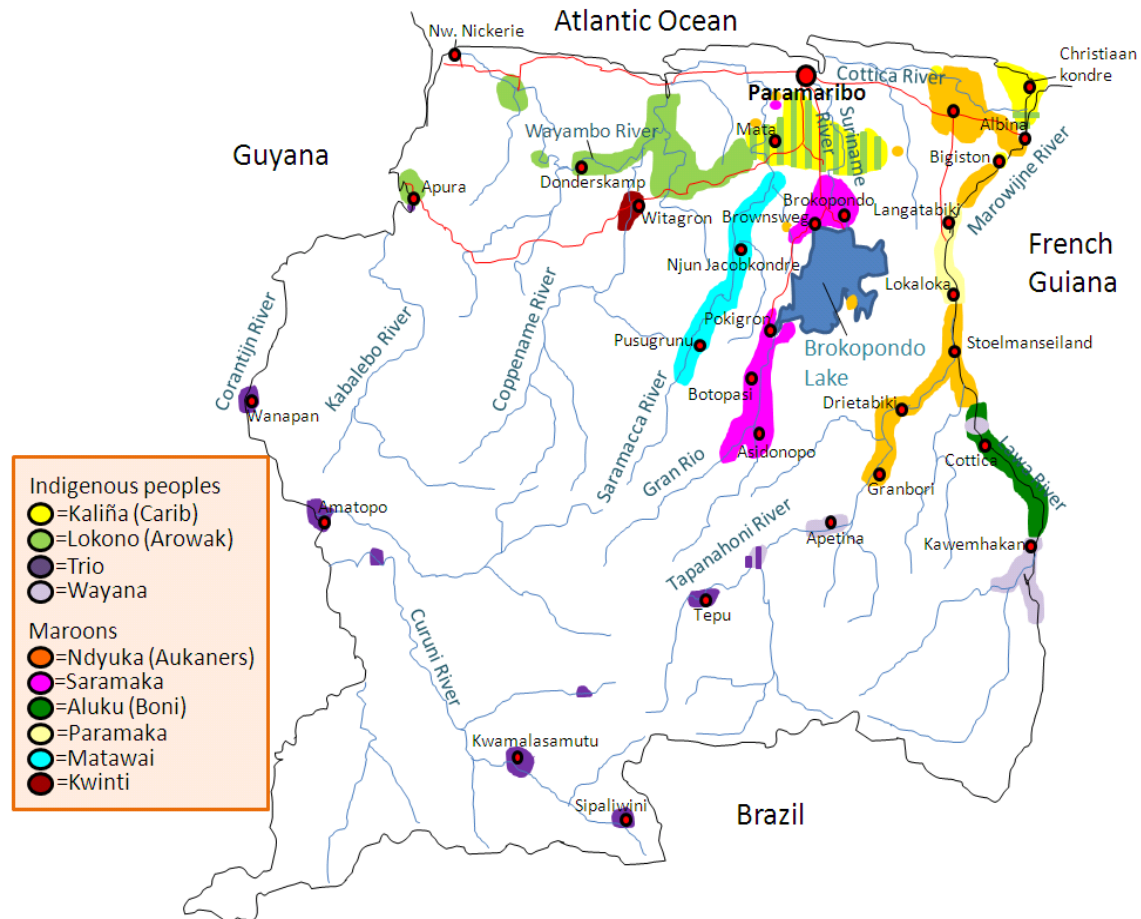 Atlantic Ocean
Nw. Nickerie
Christiaan
kondre
Cottica River
Paramaribo
Suriname
River
Wayambo River
Mata
Albina
Guyana
Bigiston
Marowijne River
Donderskamp
Apura
Witagron
Brokopondo
Brownsweg
Langatabiki
French
Guiana
Njun Jacobkondre
Lokaloka
Corantijn River
Kabalebo River
Coppename River
Pokigron
Pusugrunu
Brokopondo
Lake
Stoelmanseiland
Saramacca River
Botopasi
Drietabiki
Wanapan
Asidonopo
Gran Rio
Cottica
Lawa River
Granbori
Indigenous peoples
=Kaliña (Carib)
=Lokono (Arowak)
=Trio
=Wayana
Maroons
=Ndyuka (Aukaners)
=Saramaka
=Aluku (Boni)
=Paramaka
=Matawai
=Kwinti
Amatopo
Tapanahoni River
Apetina
Kawemhakan
Tepu
Curuni River
Kwamalasamutu
Sipaliwini
Brazil